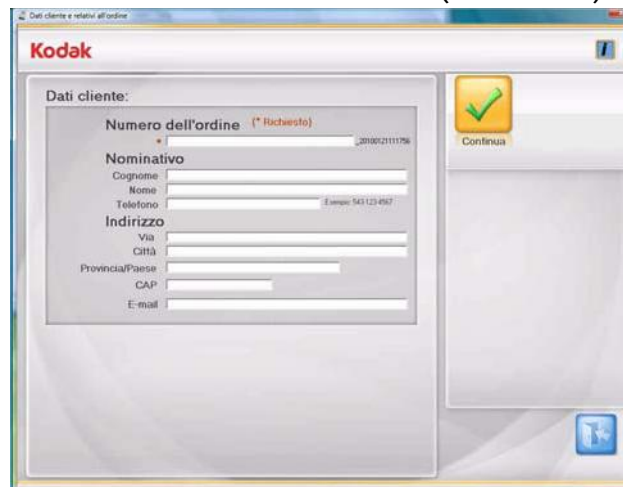 Dati cliente e relativi all'ordine
Kodak
Dati cliente:
Numero dell'ordine (* Richiesto)
* _20100121111756
Nominativo
Cognome
Nome
Telefono Esempio: 543-123-4567
Indirizzo
Via
Città
Provincia/Paese
CAP
E-mail
Continua